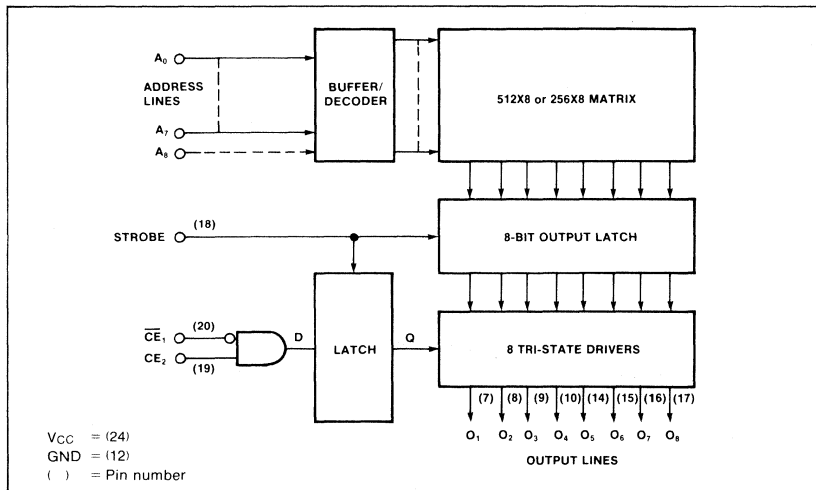 A₀
ADDRESS
LINES
A₇
A₈
BUFFER/
DECODER
512X8 or 256X8 MATRIX
STROBE
(18)
8-BIT OUTPUT LATCH
C̅E̅₁
(20)
CE₂
(19)
D
LATCH
Q
8 TRI-STATE DRIVERS
(7) (8) (9) (10) (14) (15) (16) (17)
O₁ O₂ O₃ O₄ O₅ O₆ O₇ O₈
OUTPUT LINES
VCC = (24)
GND = (12)
( ) = Pin number